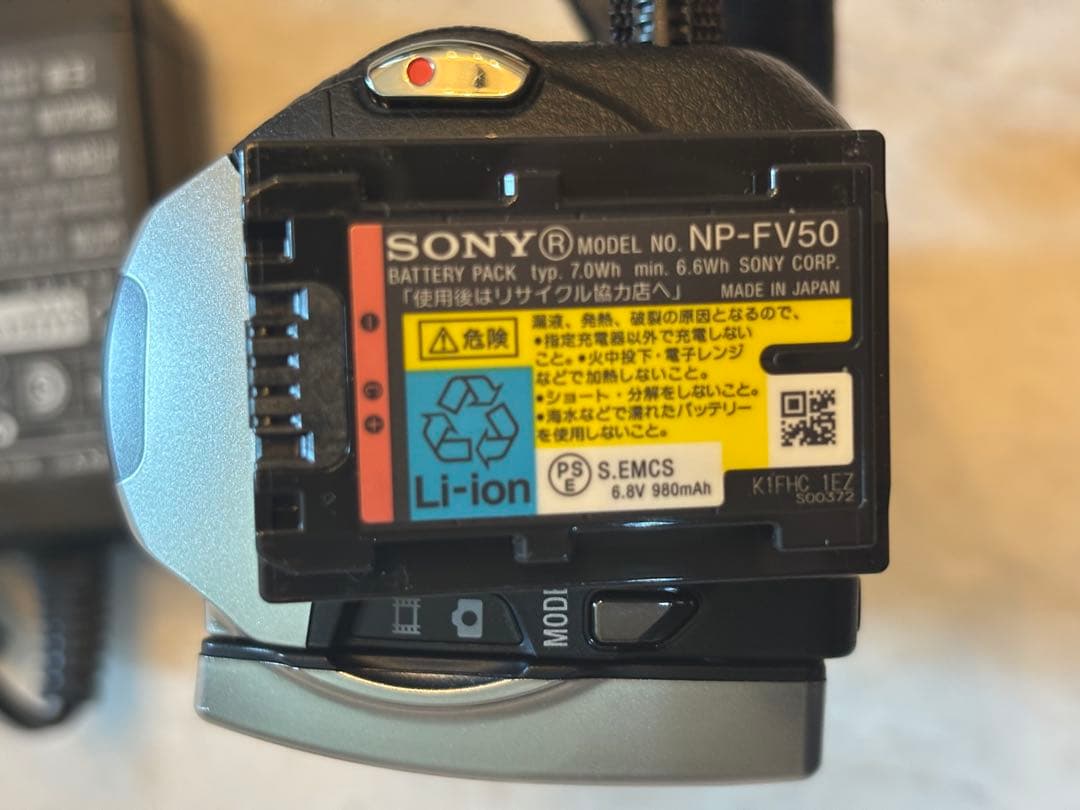 SONY® MODEL NO. NP-FV50
BATTERY PACK typ. 7.0Wh min. 6.6Wh SONY CORP.
「使用後はリサイクル協力店へ」 MADE IN JAPAN
⚠危険
漏液、発熱、破裂の原因となるので、
•指定充電器以外で充電しない
こと。•火中投下・電子レンジ
などで加熱しないこと。
•ショート・分解をしないこと。
•海水などで濡れたバッテリー
を使用しないこと。
Li-ion
PS E S.EMCS
6.8V 980mAh
K1FHC 1EZ
S00372
MODE